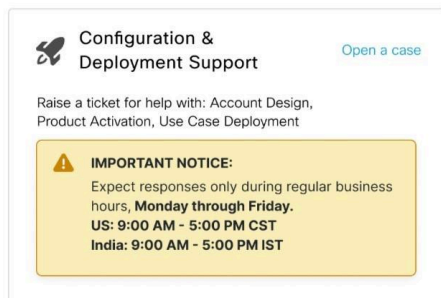 Configuration &
Deployment Support
Open a case
Raise a ticket for help with: Account Design,
Product Activation, Use Case Deployment
IMPORTANT NOTICE:
Expect responses only during regular business
hours, Monday through Friday.
US: 9:00 AM - 5:00 PM CST
India: 9:00 AM - 5:00 PM IST